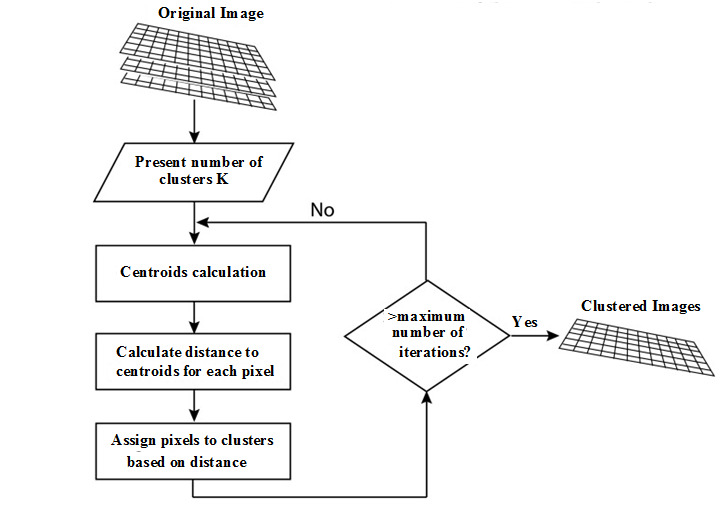 Original Image
Present number of
clusters K
No
Centroids calculation
>maximum
number of
iterations?
Yes
Clustered Images
Calculate distance to
centroids for each pixel
Assign pixels to clusters
based on distance